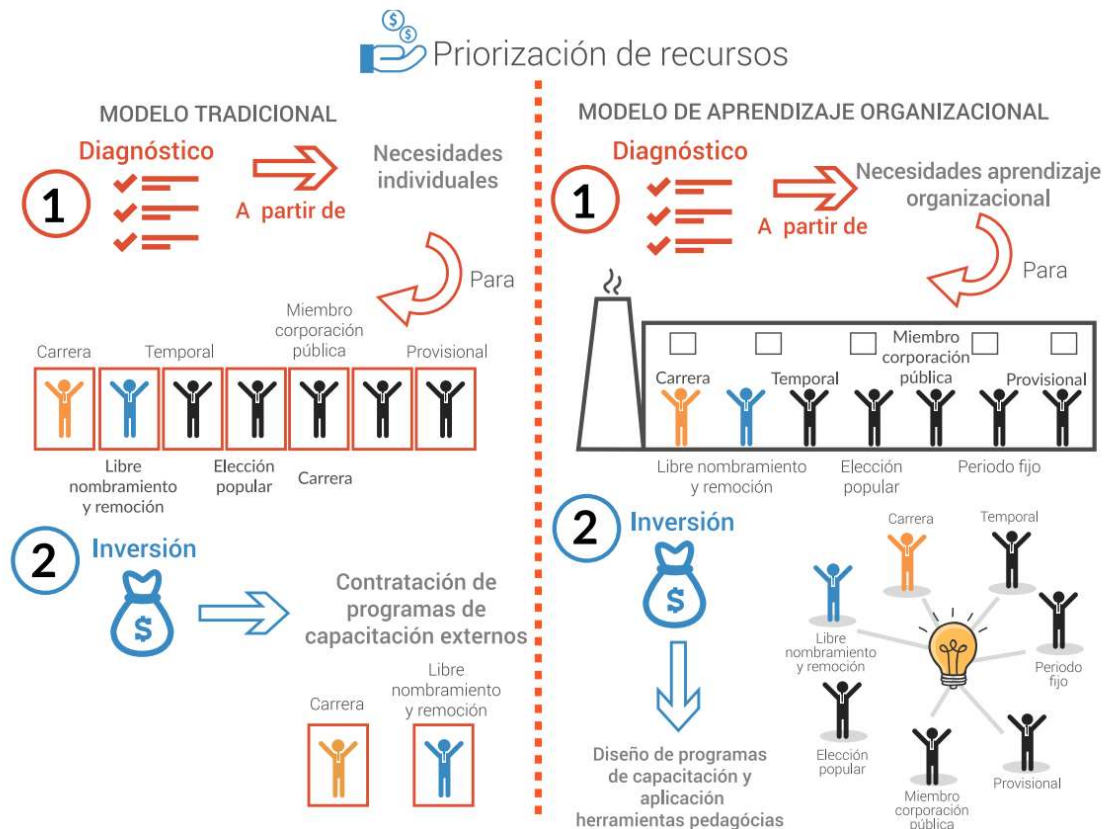 $
$
Priorización de recursos
MODELO TRADICIONAL
1
Diagnóstico
A partir de
Necesidades
individuales
Para
Carrera
Temporal
Miembro
corporación
pública
Provisional
Libre
nombramiento
y remoción
Elección
popular
Carrera
2
Inversión
$
Contratación de
programas de
capacitación externos
Carrera
Libre
nombramiento
y remoción
MODELO DE APRENDIZAJE ORGANIZACIONAL
1
Diagnóstico
A partir de
Necesidades aprendizaje
organizacional
Para
Carrera
Temporal
Miembro
corporación
pública
Provisional
Libre nombramiento
y remoción
Elección
popular
Periodo fijo
2
Inversión
$
Diseño de programas
de capacitación y
aplicación
herramientas pedagógcias
Carrera
Temporal
Libre
nombramiento
y remoción
Periodo
fijo
Elección
popular
Miembro
corporación
pública
Provisional